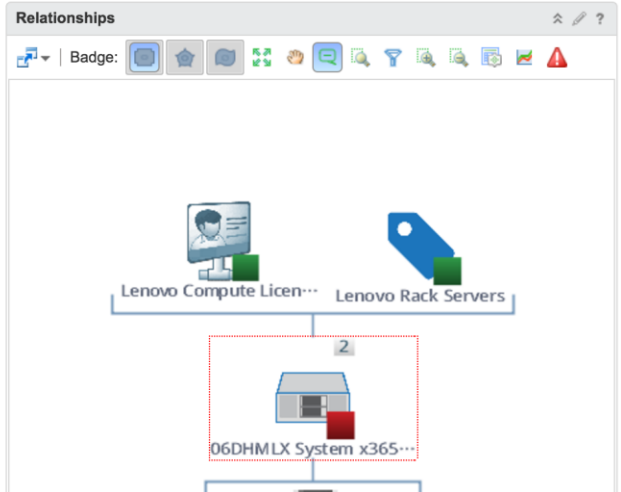 Relationships
?
Badge:
Lenovo Compute Licen···
Lenovo Rack Servers
2
06DHMLX System x365···